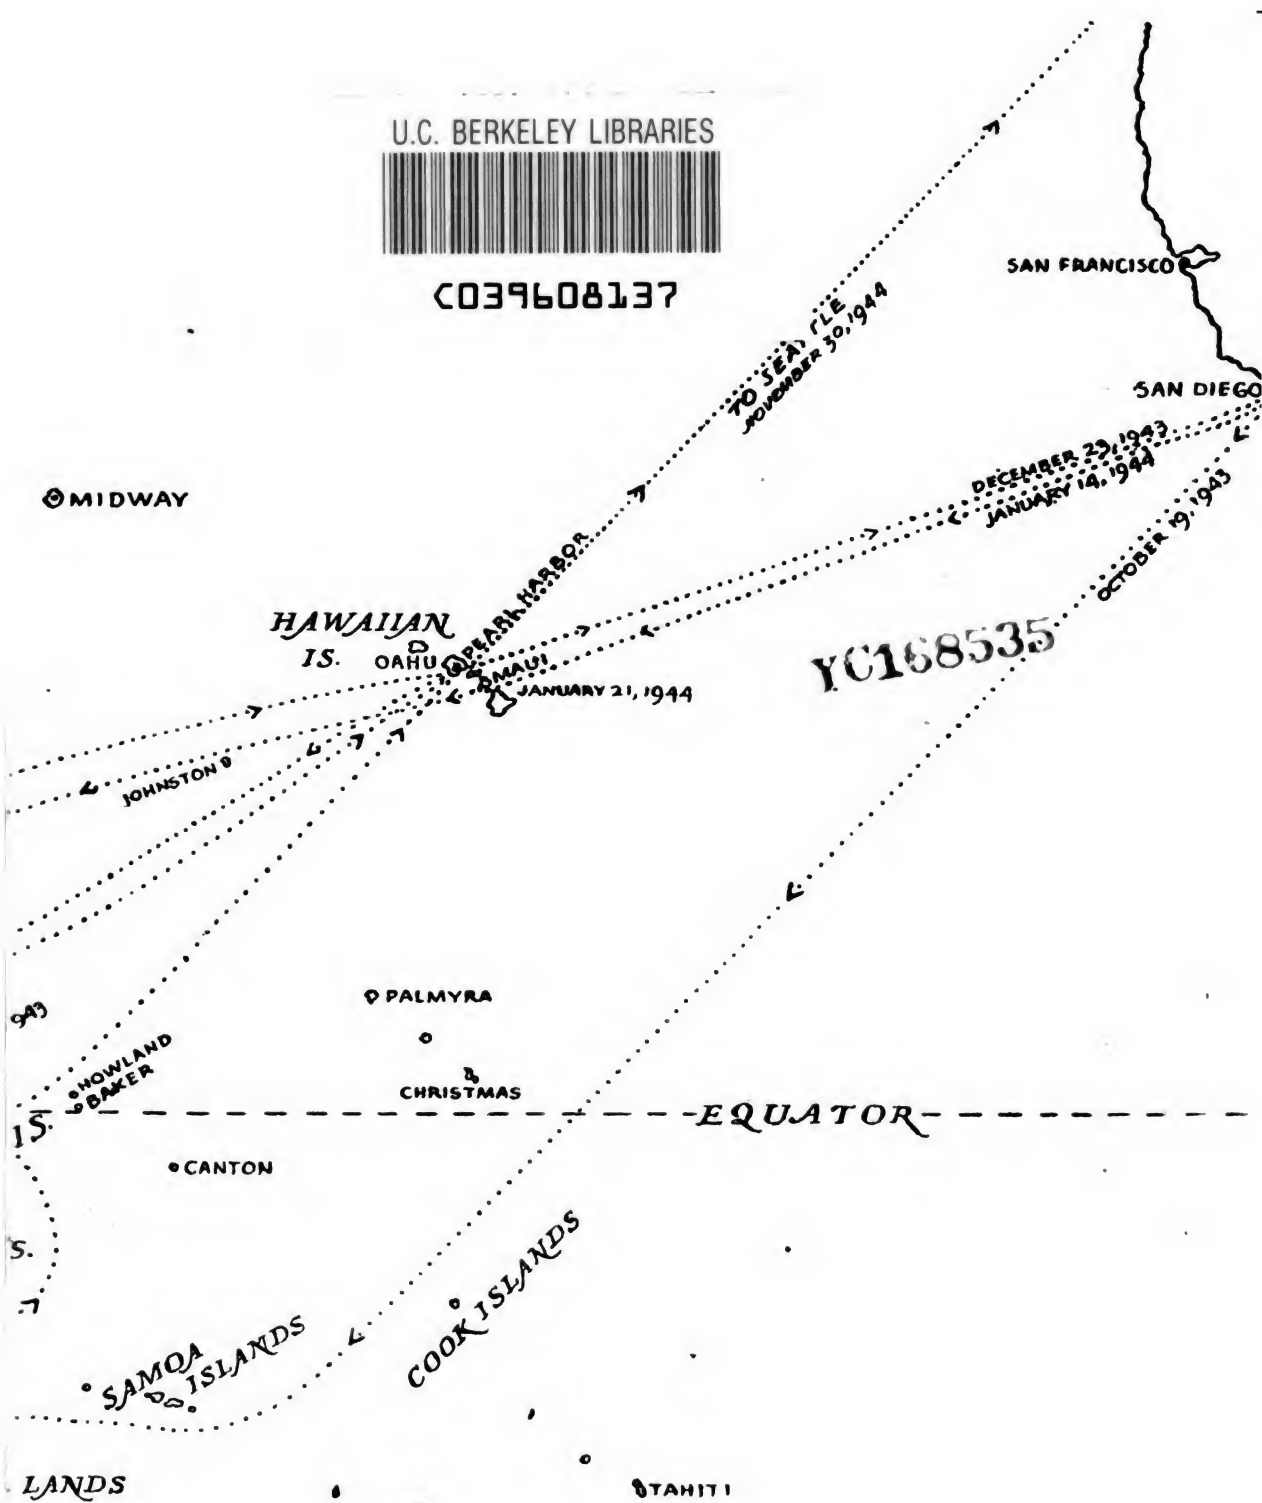 U.C. BERKELEY LIBRARIES
C039608137
SAN FRANCISCO
TO SEATTLE
NOVEMBER 30, 1944
SAN DIEGO
DECEMBER 23, 1943
JANUARY 14, 1944
OCTOBER 19, 1943
MIDWAY
PEARL HARBOR
HAWAIIAN
IS.
OAHU
MAUI
JANUARY 21, 1944
YC168535
JOHNSTON
943
PALMYRA
HOWLAND
BAKER
CHRISTMAS
IS.
EQUATOR
CANTON
S.
COOK ISLANDS
SAMOA
ISLANDS
LANDS
TAHITI